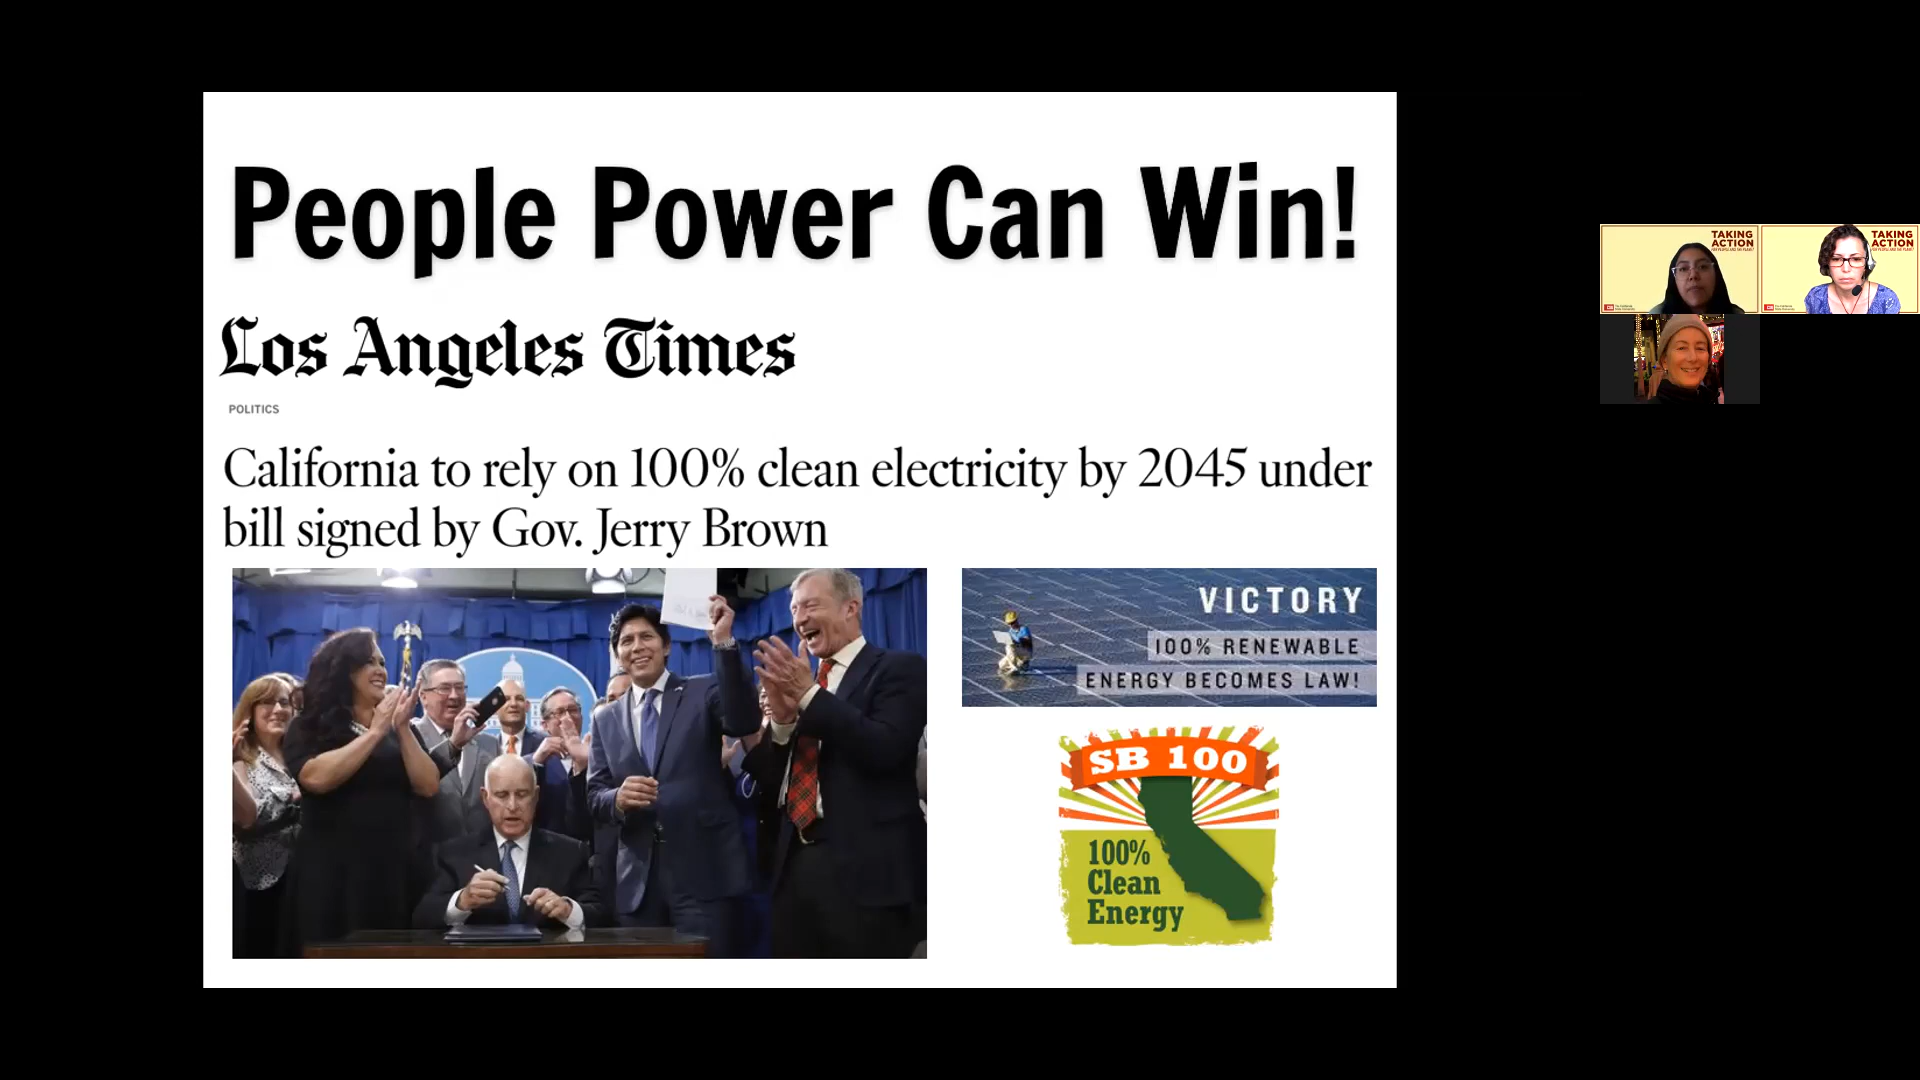 People Power Can Win!
Los Angeles Times
POLITICS
California to rely on 100% clean electricity by 2045 under
bill signed by Gov. Jerry Brown
VICTORY
100% RENEWABLE
ENERGY BECOMES LAW!
SB 100
100%
Clean
Energy
TAKING
ACTION
TAKING
ACTION